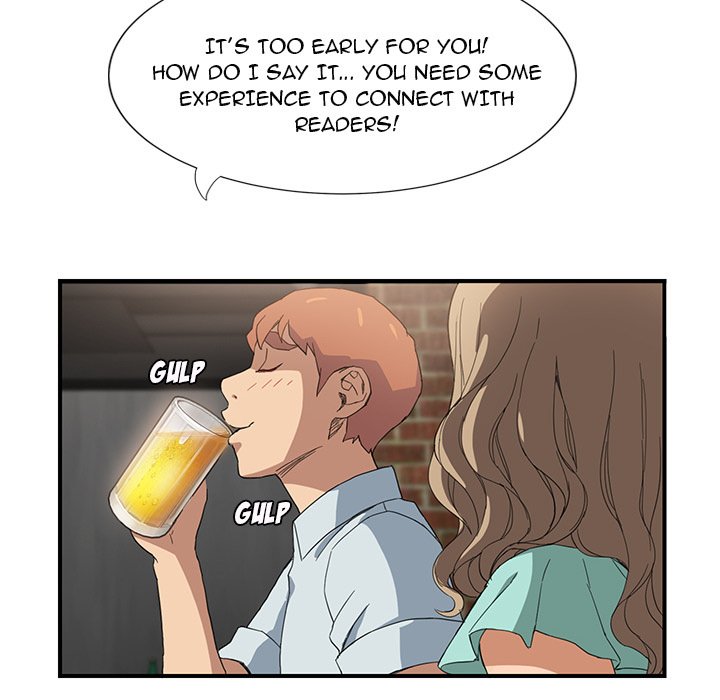 IT'S TOO EARLY FOR YOU!
HOW DO I SAY IT... YOU NEED SOME
EXPERIENCE TO CONNECT WITH
READERS!
GULP
GULP